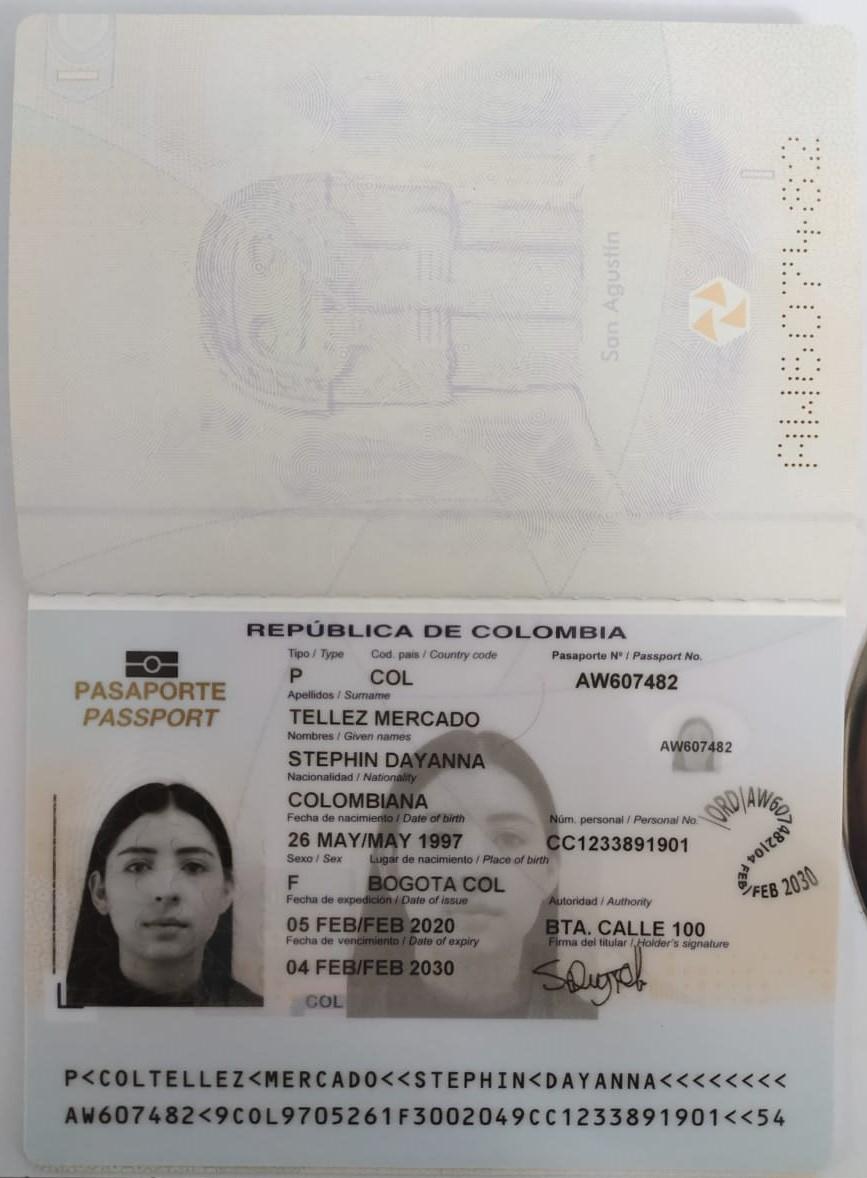 San Agustin
AW607482
REPÚBLICA DE COLOMBIA
PASAPORTE
PASSPORT
Tipo / Type Cod. país / Country code Pasaporte Nº / Passport No.
P COL AW607482
Apellidos / Surname
TELLEZ MERCADO
Nombres / Given names
STEPHIN DAYANNA
AW607482
Nacionalidad / Nationality
COLOMBIANA
Fecha de nacimiento / Date of birth Núm. personal / Personal No.
26 MAY/MAY 1997 CC1233891901
Sexo / Sex Lugar de nacimiento / Place of birth
F BOGOTA COL
Fecha de expedición / Date of issue Autoridad / Authority
05 FEB/FEB 2020 BTA. CALLE 100
Fecha de vencimiento / Date of expiry Firma del titular / Holder's signature
04 FEB/FEB 2030
COL
/ORD/AW607482/04 FEB/FEB 2030
P<COLTELLEZ<MERCADO<<STEPHIN<DAYANNA<<<<<<<<
AW607482<9COL9705261F3002049CC1233891901<<54